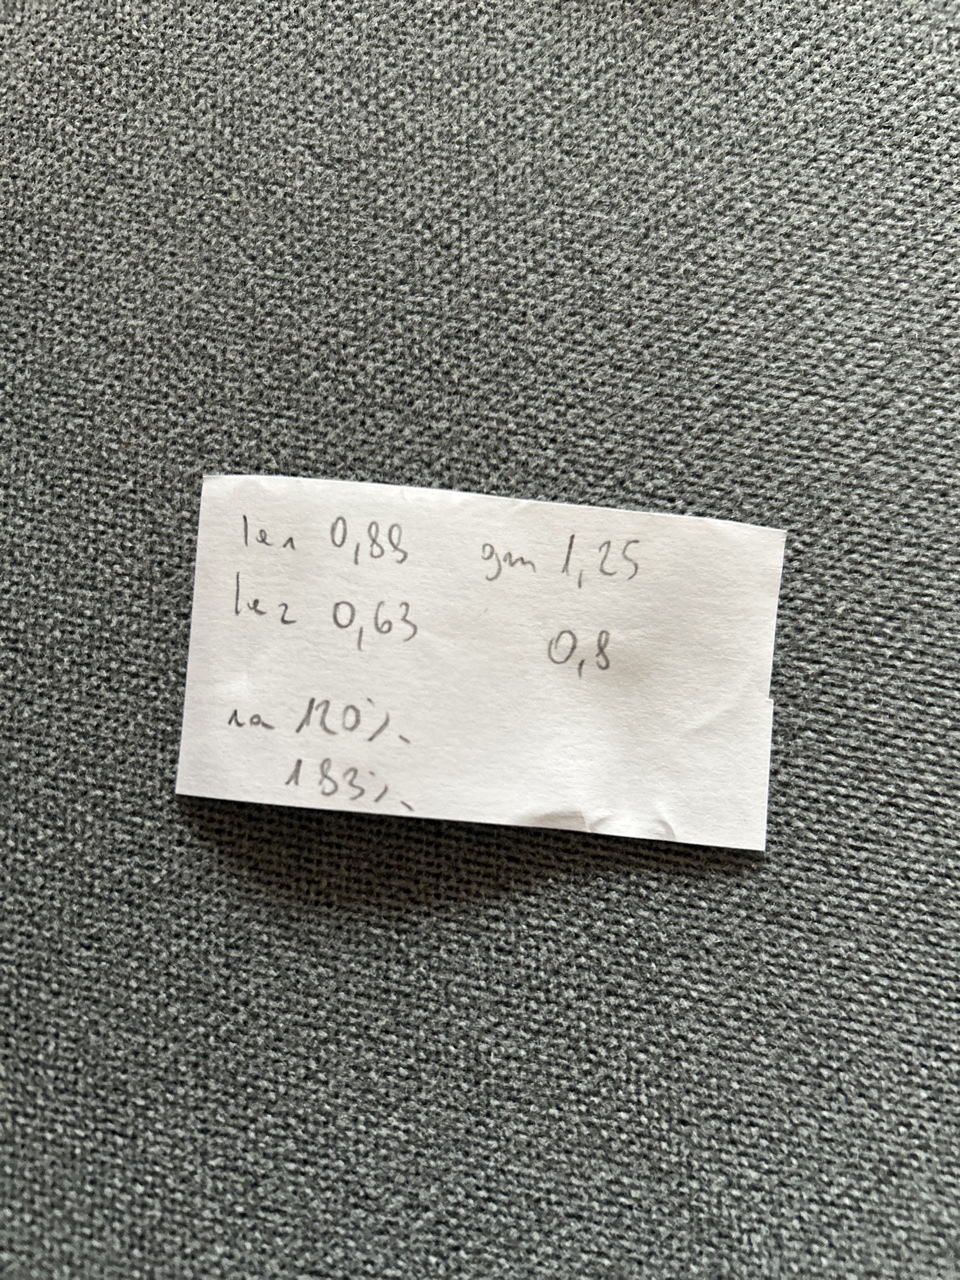 le1 0,88 gm 1,25
le2 0,63 0,8
na 120%
183%